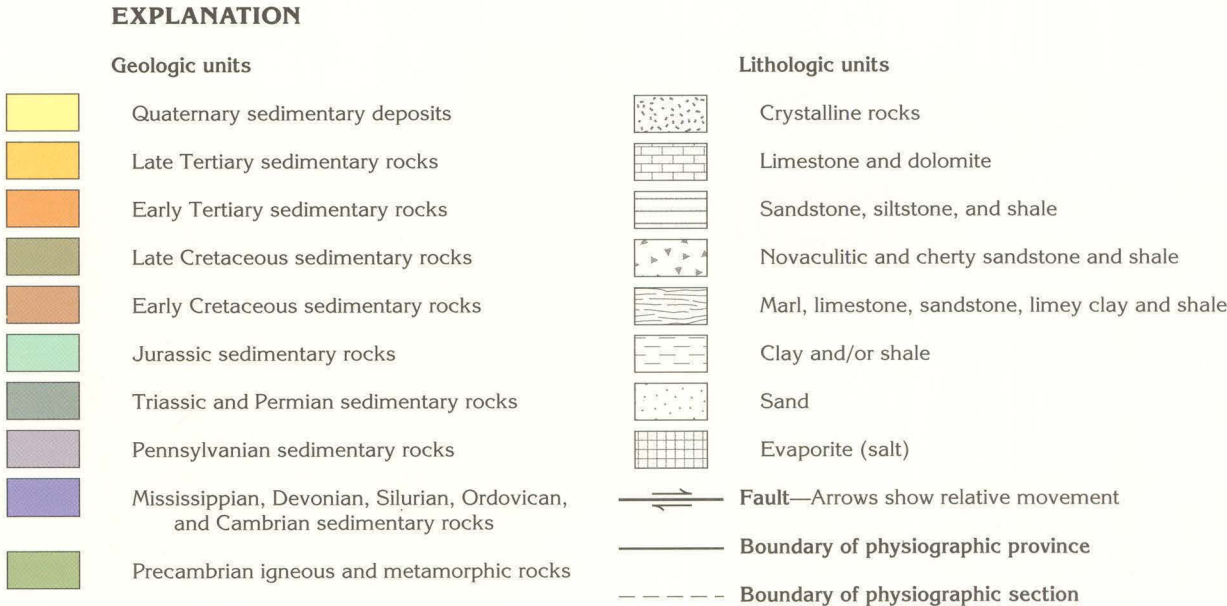 EXPLANATION
Geologic units
Quaternary sedimentary deposits
Late Tertiary sedimentary rocks
Early Tertiary sedimentary rocks
Late Cretaceous sedimentary rocks
Early Cretaceous sedimentary rocks
Jurassic sedimentary rocks
Triassic and Permian sedimentary rocks
Pennsylvanian sedimentary rocks
Mississippian, Devonian, Silurian, Ordovican,
and Cambrian sedimentary rocks
Precambrian igneous and metamorphic rocks
Lithologic units
Crystalline rocks
Limestone and dolomite
Sandstone, siltstone, and shale
Novaculitic and cherty sandstone and shale
Marl, limestone, sandstone, limey clay and shale
Clay and/or shale
Sand
Evaporite (salt)
Fault—Arrows show relative movement
Boundary of physiographic province
Boundary of physiographic section